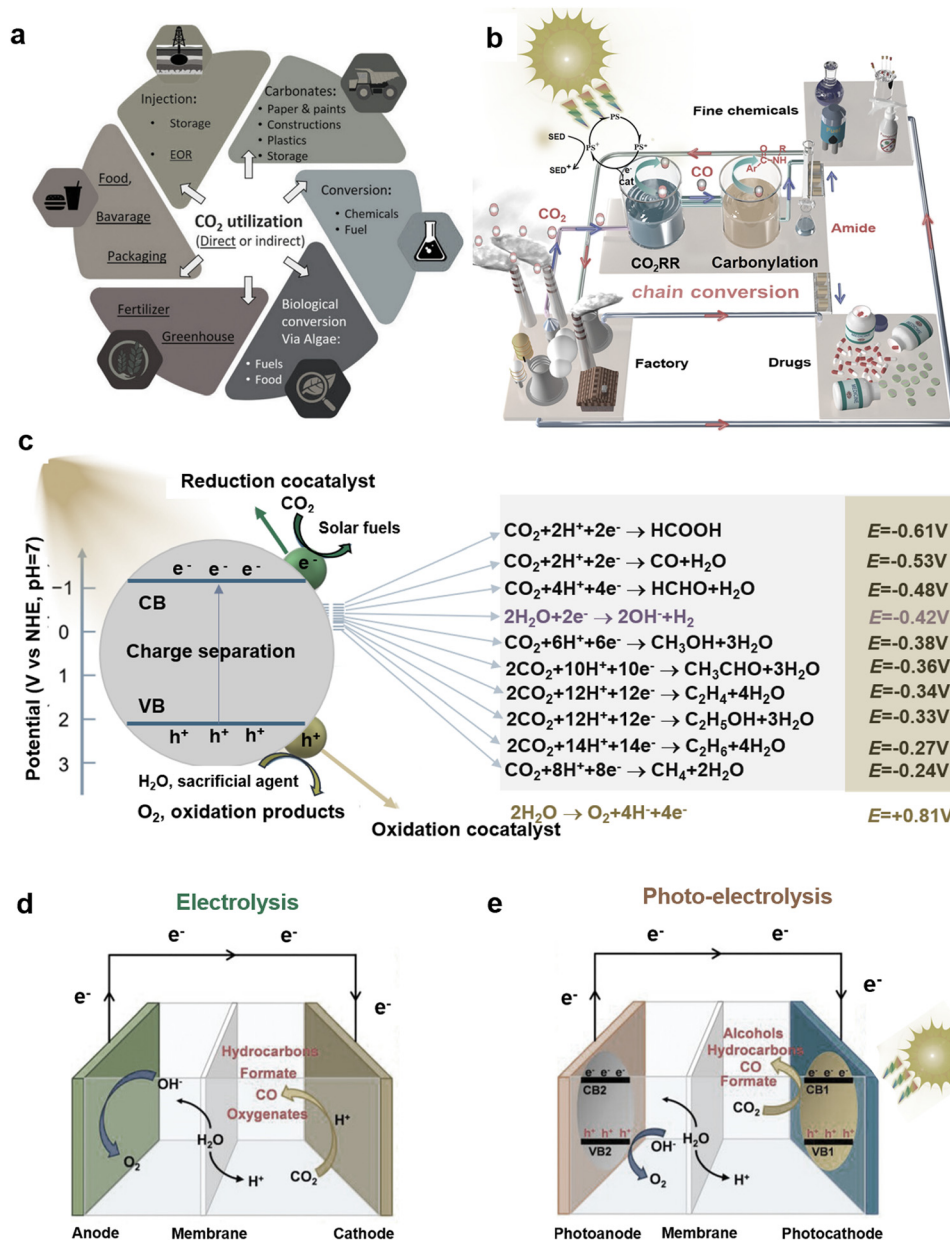 a
Injection:
• Storage
• EOR
Carbonates:
• Paper & paints
• Constructions
• Plastics
• Storage
Food,
Bavarage
Packaging
CO₂ utilization
(Direct or indirect)
Conversion:
• Chemicals
• Fuel
Fertilizer
Greenhouse
Biological
conversion
Via Algae:
• Fuels
• Food
b
Fine chemicals
PS
SED
PS⁺
PS*
SED⁺
e⁻
cat
CO
O
R
Ar C NH
CO₂
Amide
CO₂RR
Carbonylation
chain conversion
Factory
Drugs
c
Reduction cocatalyst
CO₂
Solar fuels
e⁻
e⁻ e⁻ e⁻
CB
Charge separation
VB
h⁺ h⁺ h⁺
h⁺
Potential (V vs NHE, pH=7)
-1
0
1
2
3
H₂O, sacrificial agent
O₂, oxidation products
Oxidation cocatalyst
CO₂+2H⁺+2e⁻ → HCOOH E=-0.61V
CO₂+2H⁺+2e⁻ → CO+H₂O E=-0.53V
CO₂+4H⁺+4e⁻ → HCHO+H₂O E=-0.48V
2H₂O+2e⁻ → 2OH⁻+H₂ E=-0.42V
CO₂+6H⁺+6e⁻ → CH₃OH+3H₂O E=-0.38V
2CO₂+10H⁺+10e⁻ → CH₃CHO+3H₂O E=-0.36V
2CO₂+12H⁺+12e⁻ → C₂H₄+4H₂O E=-0.34V
2CO₂+12H⁺+12e⁻ → C₂H₅OH+3H₂O E=-0.33V
2CO₂+14H⁺+14e⁻ → C₂H₆+4H₂O E=-0.27V
CO₂+8H⁺+8e⁻ → CH₄+2H₂O E=-0.24V
2H₂O → O₂+4H⁺+4e⁻ E=+0.81V
d
Electrolysis
e⁻ e⁻
e⁻ e⁻
Hydrocarbons
Formate
CO
Oxygenates
OH⁻
H₂O
O₂
H⁺
H⁺
CO₂
Anode Membrane Cathode
e
Photo-electrolysis
e⁻ e⁻
e⁻ e⁻
Alcohols
Hydrocarbons
CO
Formate
CO₂
e⁻ e⁻ e⁻
CB2
h⁺ h⁺ h⁺
VB2
e⁻ e⁻ e⁻
CB1
h⁺ h⁺ h⁺
VB1
OH⁻
H₂O
O₂
H⁺
Photoanode Membrane Photocathode